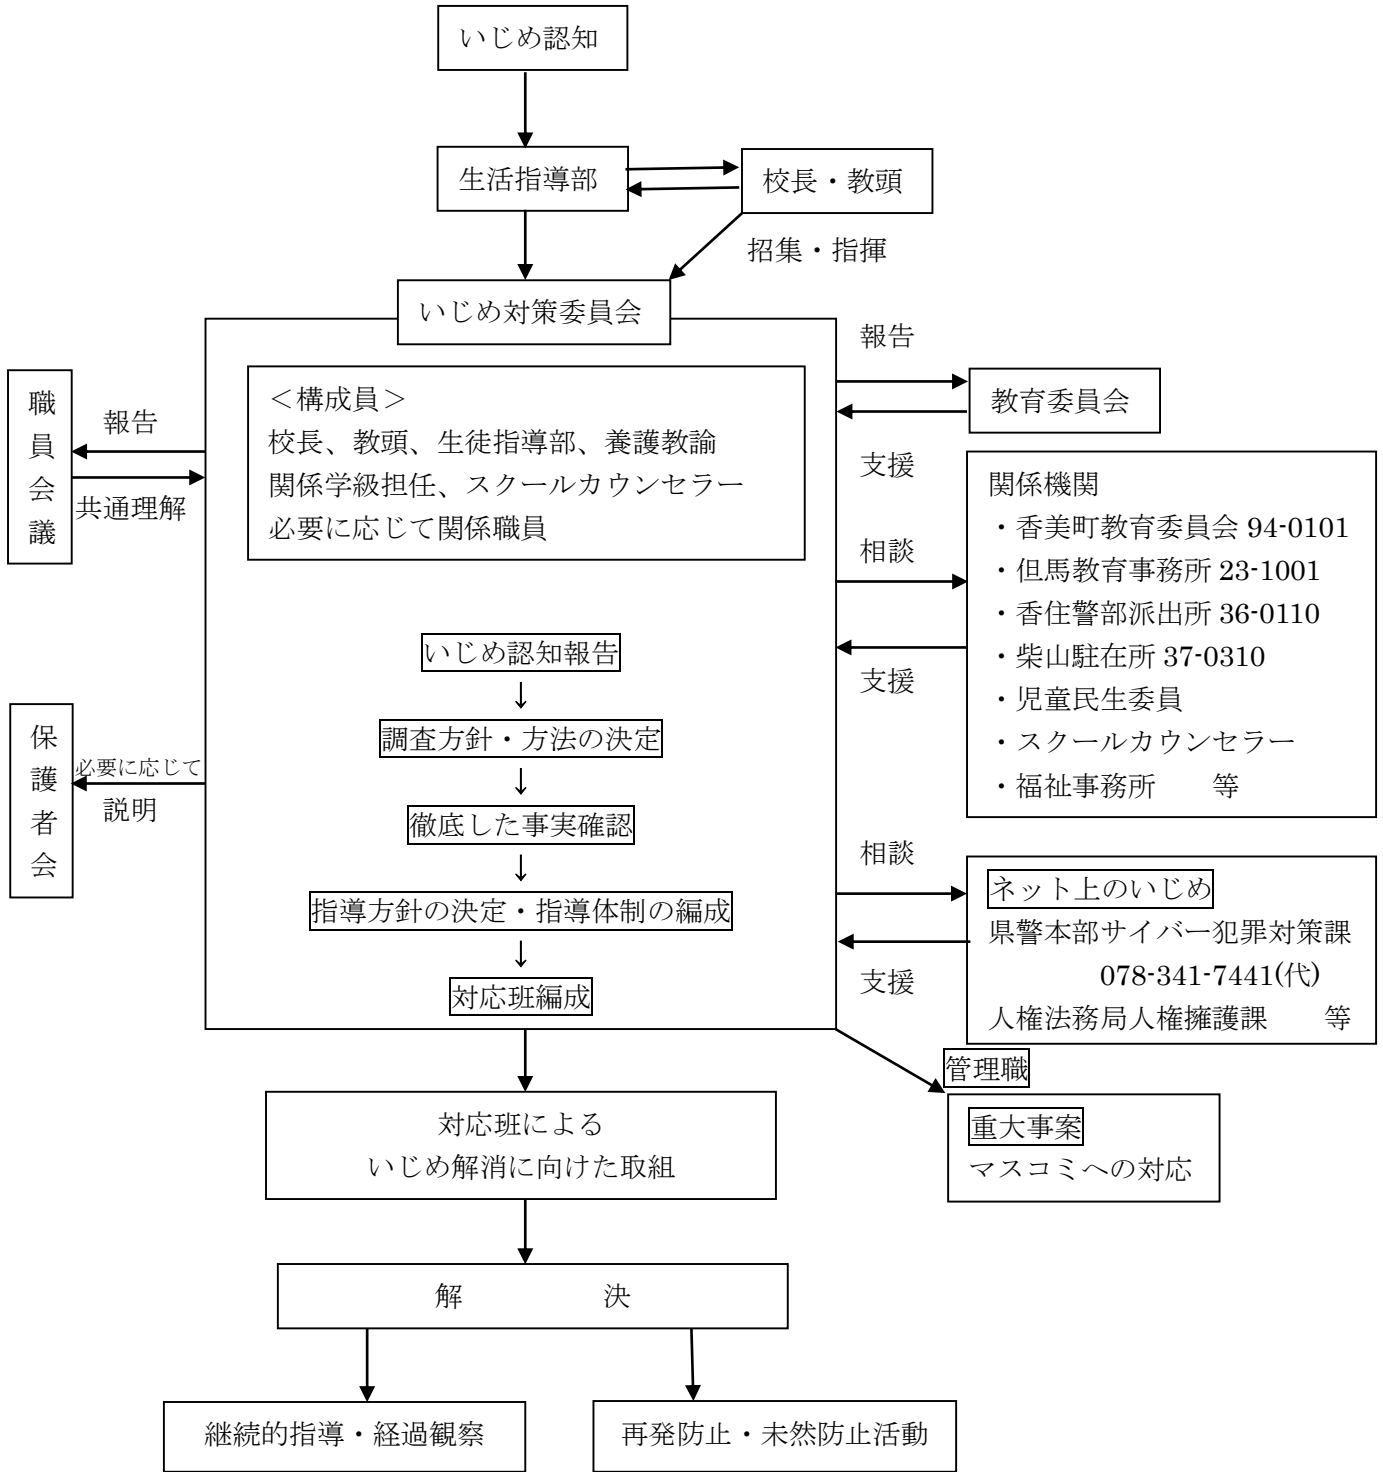 いじめ認知
生活指導部
校長・教頭
招集・指揮
いじめ対策委員会
報告
教育委員会
支援
職員会議
報告
共通理解
＜構成員＞
校長、教頭、生徒指導部、養護教諭
関係学級担任、スクールカウンセラー
必要に応じて関係職員
相談
支援
関係機関
・香美町教育委員会 94-0101
・但馬教育事務所 23-1001
・香住警部派出所 36-0110
・柴山駐在所 37-0310
・児童民生委員
・スクールカウンセラー
・福祉事務所　　等
いじめ認知報告
↓
調査方針・方法の決定
↓
徹底した事実確認
↓
指導方針の決定・指導体制の編成
↓
対応班編成
保護者会
必要に応じて
説明
相談
支援
ネット上のいじめ
県警本部サイバー犯罪対策課
078-341-7441(代)
人権法務局人権擁護課　　等
管理職
重大事案
マスコミへの対応
対応班による
いじめ解消に向けた取組
解　　　　　決
継続的指導・経過観察
再発防止・未然防止活動